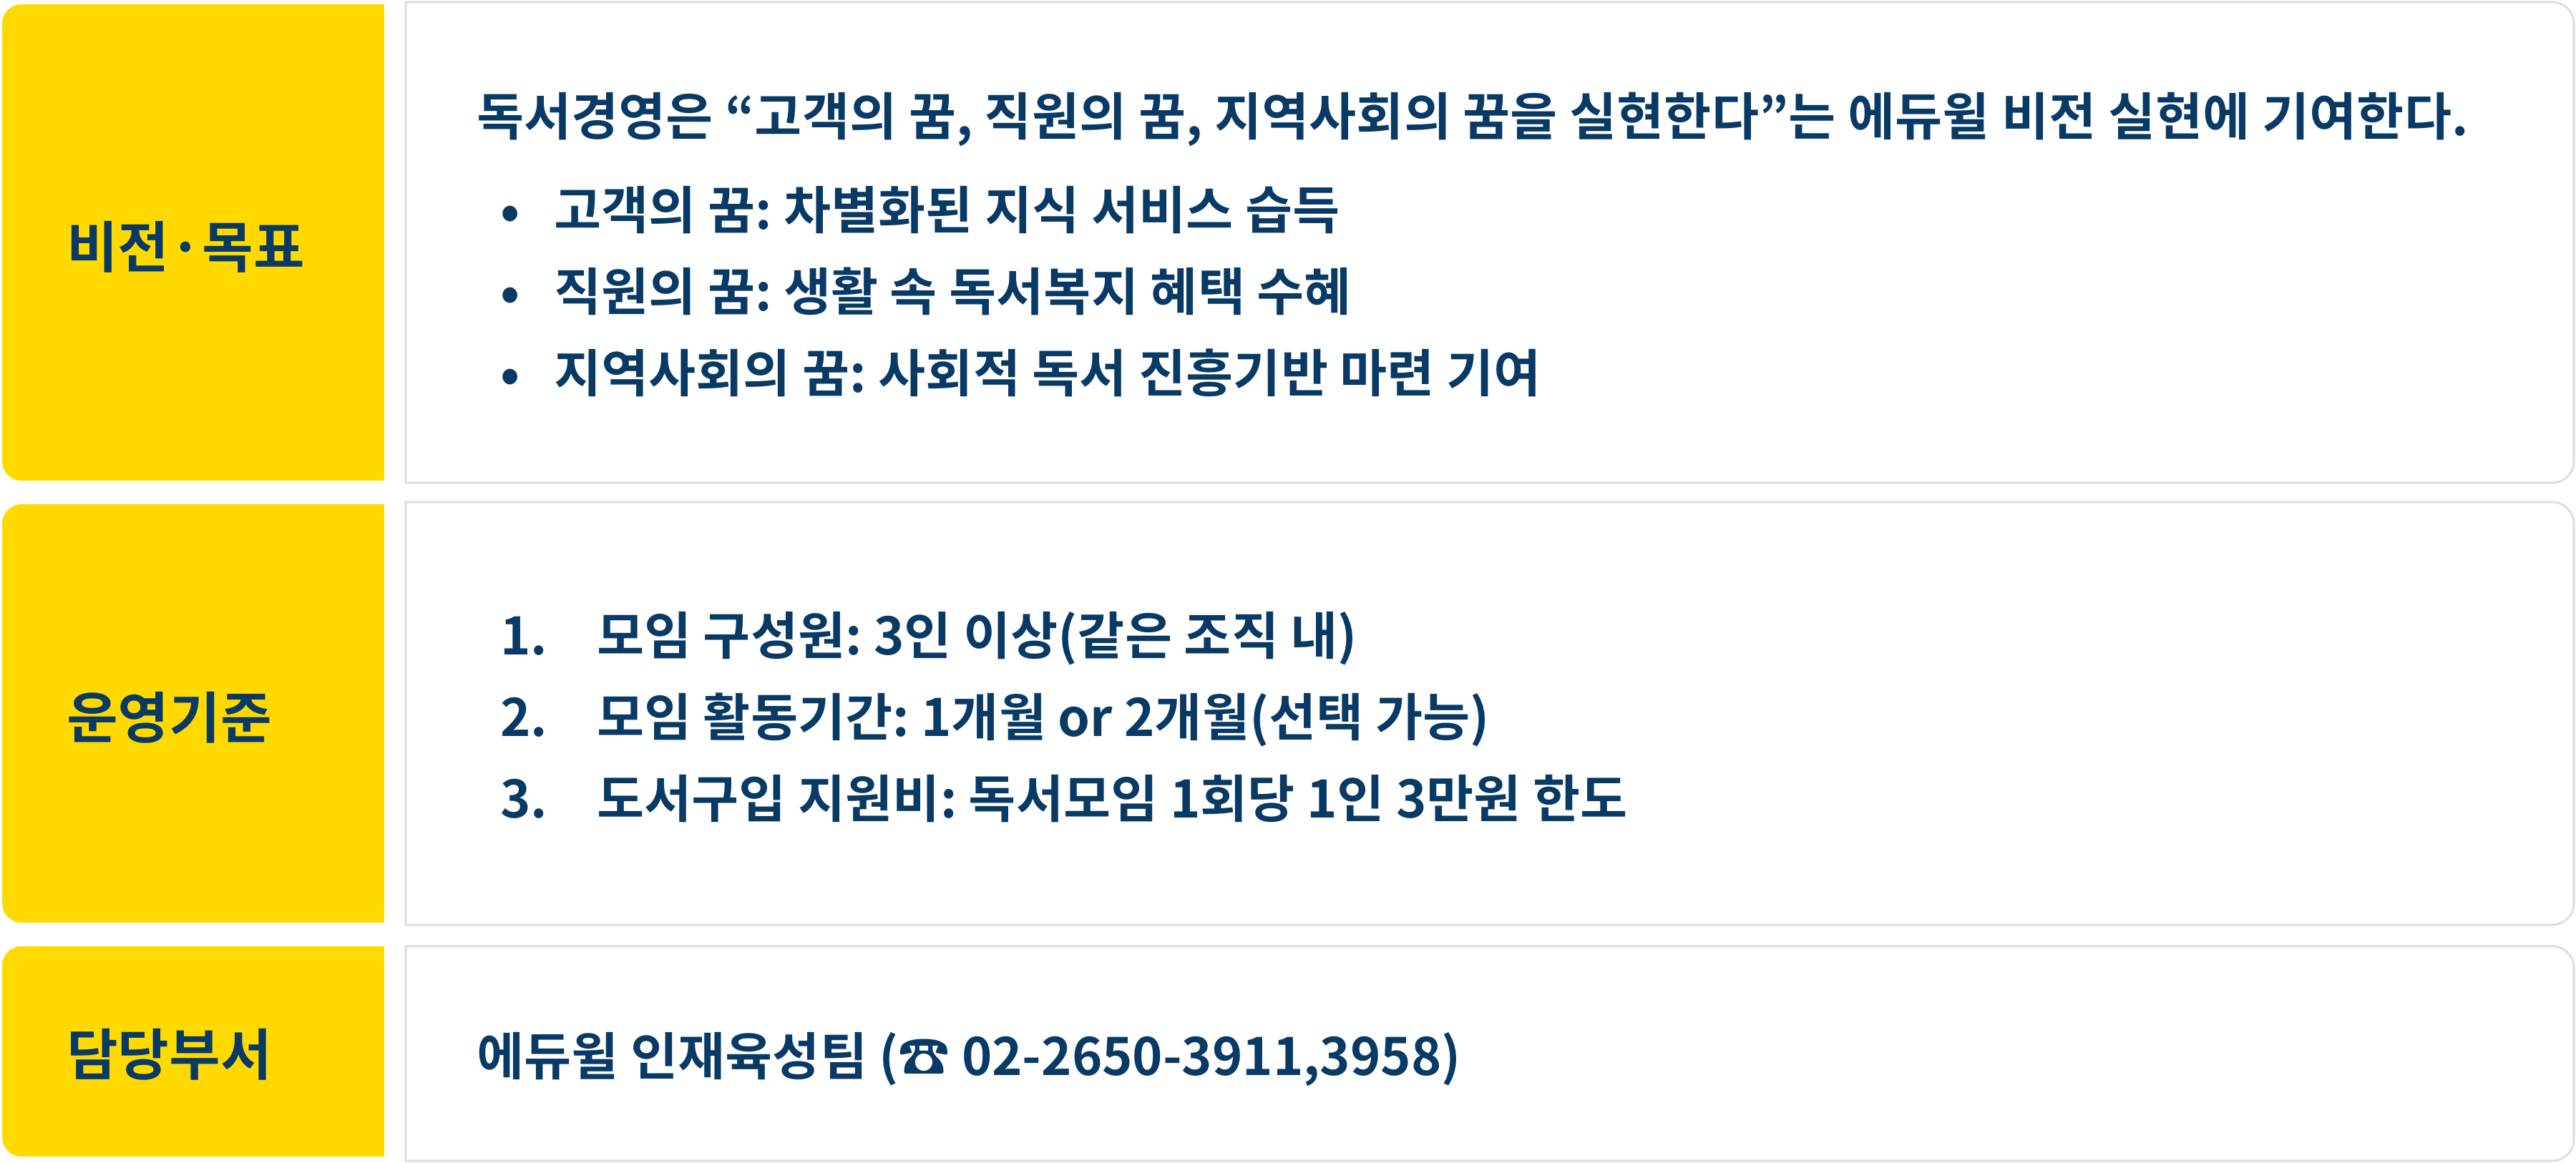 비전·목표
독서경영은 “고객의 꿈, 직원의 꿈, 지역사회의 꿈을 실현한다”는 에듀윌 비전 실현에 기여한다.
• 고객의 꿈: 차별화된 지식 서비스 습득
• 직원의 꿈: 생활 속 독서복지 혜택 수혜
• 지역사회의 꿈: 사회적 독서 진흥기반 마련 기여
운영기준
1. 모임 구성원: 3인 이상(같은 조직 내)
2. 모임 활동기간: 1개월 or 2개월(선택 가능)
3. 도서구입 지원비: 독서모임 1회당 1인 3만원 한도
담당부서
에듀윌 인재육성팀 (☎ 02-2650-3911,3958)